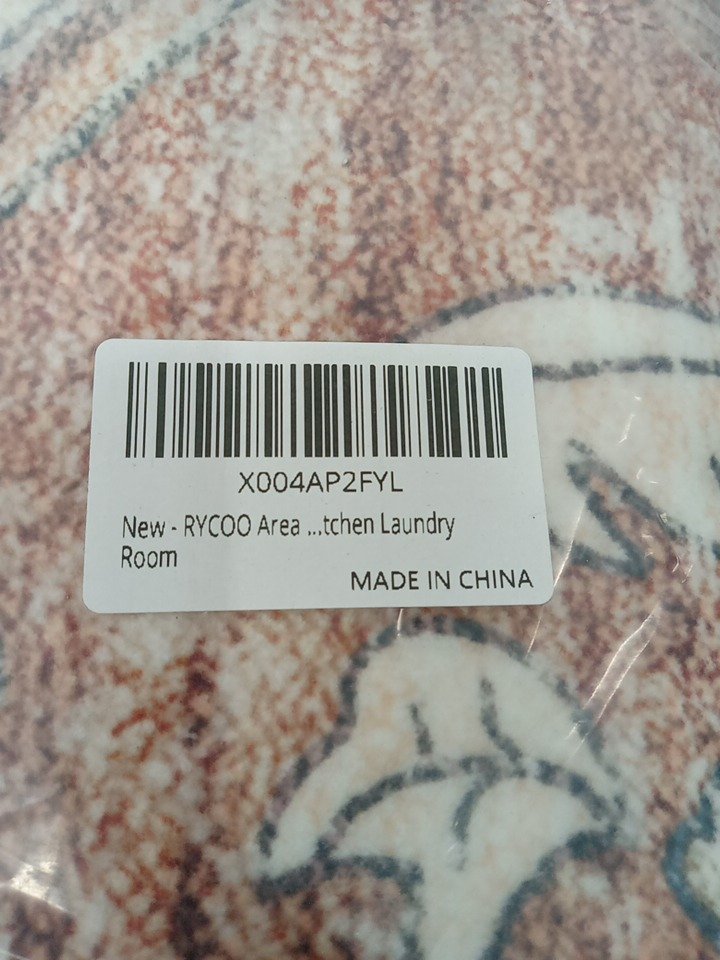 X004AP2FYL
New - RYCOO Area ...tchen Laundry
Room
MADE IN CHINA